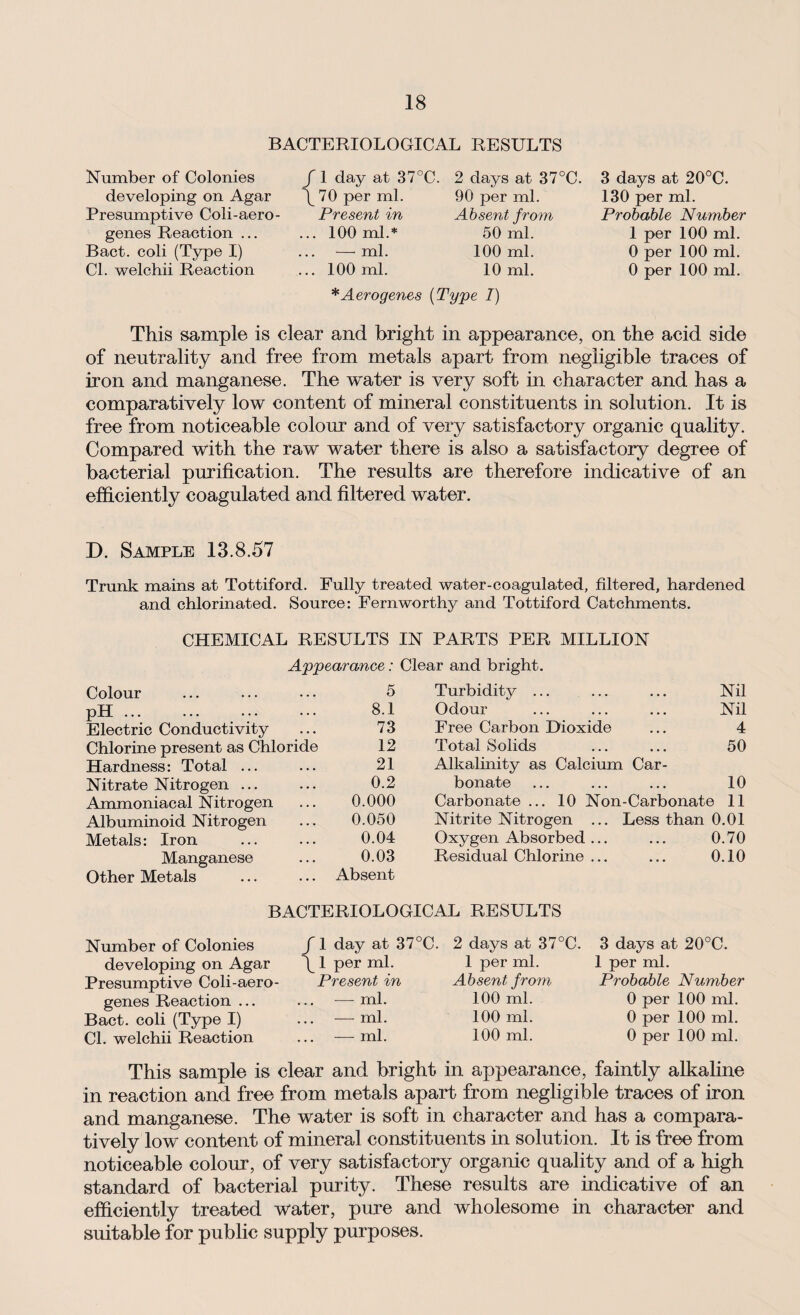 18
BACTERIOLOGICAL RESULTS
Number of Colonies { 1 day at 37°C. 2 days at 37°C. 3 days at 20°C.
developing on Agar { 70 per ml. 90 per ml. 130 per ml.
Presumptive Coli-aero- Present in Absent from Probable Number
genes Reaction ... ... 100 ml.* 50 ml. 1 per 100 ml.
Bact. coli (Type I) ... — ml. 100 ml. 0 per 100 ml.
Cl. welchii Reaction ... 100 ml. 10 ml. 0 per 100 ml.
*Aerogenes (Type I)
This sample is clear and bright in appearance, on the acid side
of neutrality and free from metals apart from negligible traces of
iron and manganese. The water is very soft in character and has a
comparatively low content of mineral constituents in solution. It is
free from noticeable colour and of very satisfactory organic quality.
Compared with the raw water there is also a satisfactory degree of
bacterial purification. The results are therefore indicative of an
efficiently coagulated and filtered water.
D. Sample 13.8.57
Trunk mains at Tottiford. Fully treated water-coagulated, filtered, hardened
and chlorinated. Source: Fernworthy and Tottiford Catchments.
CHEMICAL RESULTS IN PARTS PER MILLION
Appearance: Clear and bright.
Colour ... ... ... 5 Turbidity ... ... ... Nil
pH ... ... ... ... 8.1 Odour ... ... ... Nil
Electric Conductivity ... 73 Free Carbon Dioxide ... 4
Chlorine present as Chloride 12 Total Solids ... ... 50
Hardness: Total ... ... 21 Alkalinity as Calcium Car-
Nitrate Nitrogen ... ... 0.2 bonate ... ... ... 10
Ammoniacal Nitrogen ... 0.000 Carbonate ... 10 Non-Carbonate 11
Albuminoid Nitrogen ... 0.050 Nitrite Nitrogen ... Less than 0.01
Metals: Iron ... ... 0.04 Oxygen Absorbed ... ... 0.70
Manganese ... 0.03 Residual Chlorine ... ... 0.10
Other Metals ... ... Absent
BACTERIOLOGICAL RESULTS
Number of Colonies { 1 day at 37°C. 2 days at 37°C. 3 days at 20°C.
developing on Agar { 1 per ml. 1 per ml. 1 per ml.
Presumptive Coli-aero- Present in Absent from Probable Number
genes Reaction ... ... — ml. 100 ml. 0 per 100 ml.
Bact. coli (Type I) ... — ml. 100 ml. 0 per 100 ml.
Cl. welchii Reaction ... — ml. 100 ml. 0 per 100 ml.
This sample is clear and bright in appearance, faintly alkaline
in reaction and free from metals apart from negligible traces of iron
and manganese. The water is soft in character and has a compara-
tively low content of mineral constituents in solution. It is free from
noticeable colour, of very satisfactory organic quality and of a high
standard of bacterial purity. These results are indicative of an
efficiently treated water, pure and wholesome in character and
suitable for public supply purposes.